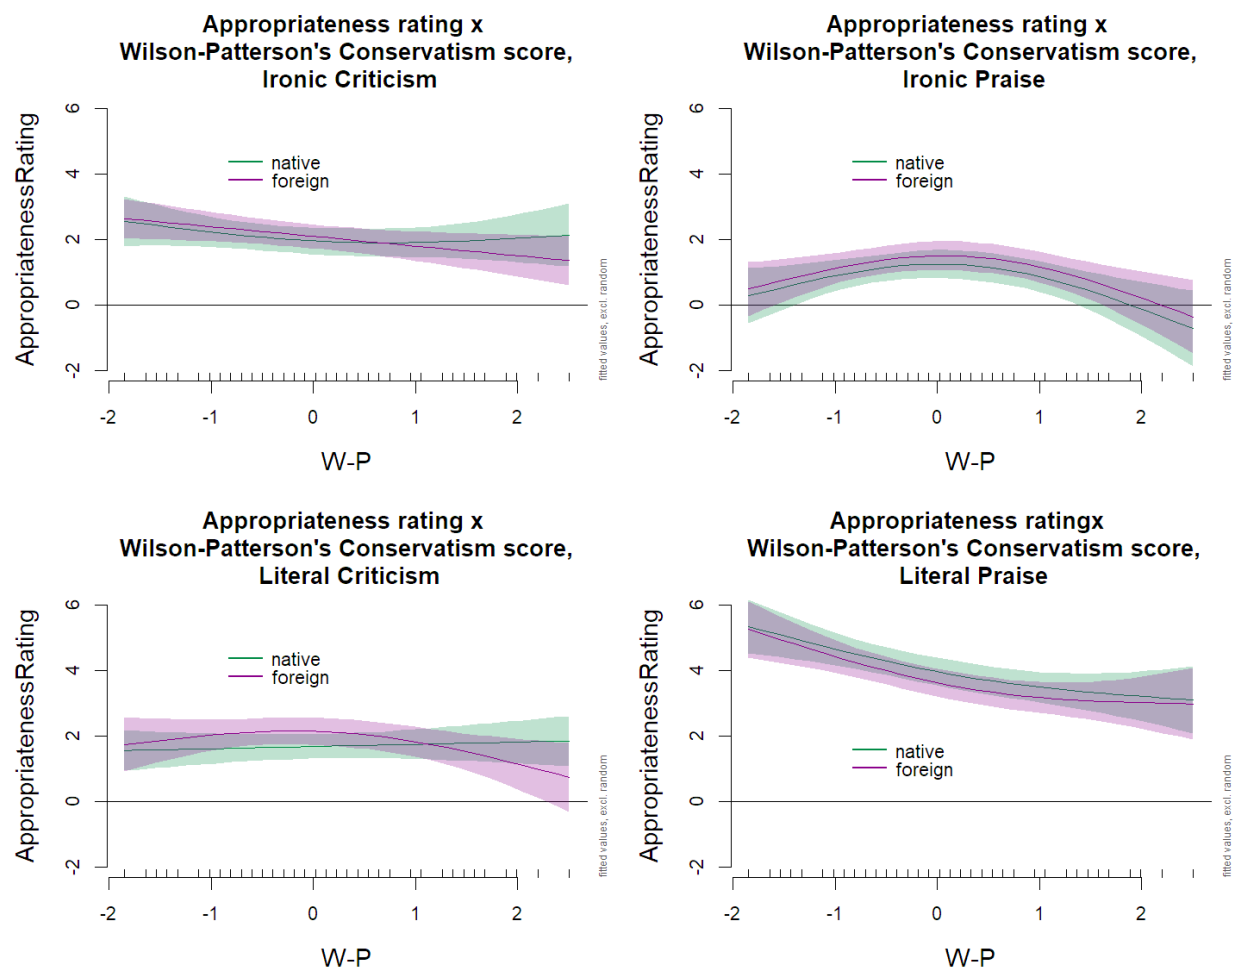 Appropriateness rating x
Wilson-Patterson's Conservatism score,
Ironic Criticism
AppropriatenessRating
6
4
2
0
-2
native
foreign
fitted values, excl. random
-2 -1 0 1 2
W-P
Appropriateness rating x
Wilson-Patterson's Conservatism score,
Ironic Praise
AppropriatenessRating
6
4
2
0
-2
native
foreign
fitted values, excl. random
-2 -1 0 1 2
W-P
Appropriateness rating x
Wilson-Patterson's Conservatism score,
Literal Criticism
AppropriatenessRating
6
4
2
0
-2
native
foreign
fitted values, excl. random
-2 -1 0 1 2
W-P
Appropriateness ratingx
Wilson-Patterson's Conservatism score,
Literal Praise
AppropriatenessRating
6
4
2
0
-2
native
foreign
fitted values, excl. random
-2 -1 0 1 2
W-P